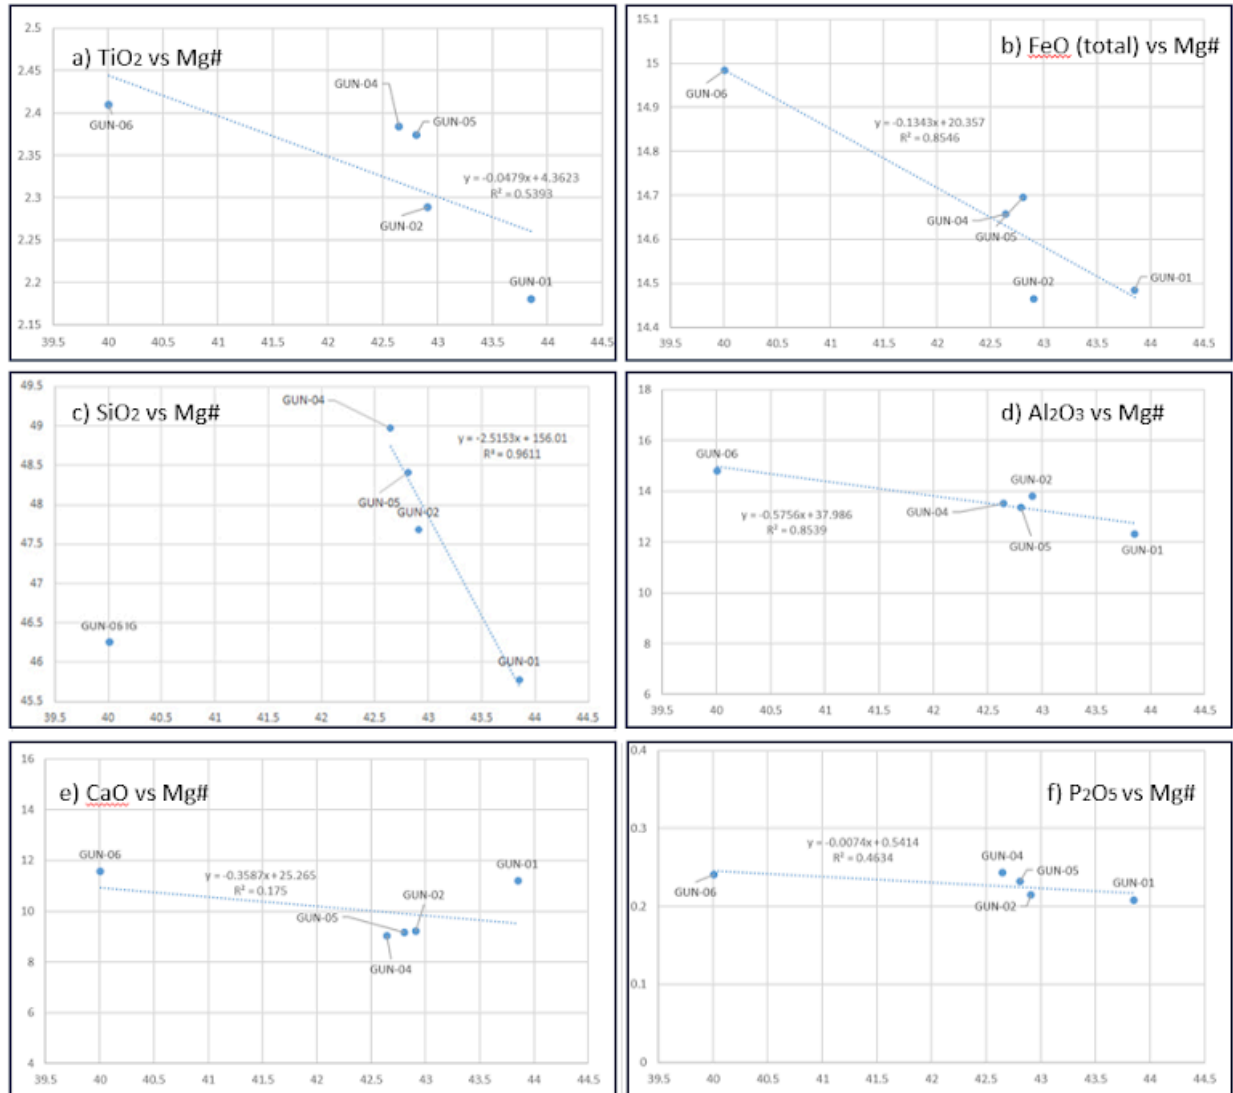 a) TiO2 vs Mg#
2.5
2.45
2.4
2.35
2.3
2.25
2.2
2.15
GUN-04
GUN-05
GUN-06
y = -0.0479x + 4.3623
R² = 0.5393
GUN-02
GUN-01
39.5 40 40.5 41 41.5 42 42.5 43 43.5 44 44.5
b) FeO (total) vs Mg#
15.1
15
14.9
14.8
14.7
14.6
14.5
14.4
GUN-06
y = -0.1343x + 20.357
R² = 0.8546
GUN-04
GUN-05
GUN-02
GUN-01
39.5 40 40.5 41 41.5 42 42.5 43 43.5 44 44.5
c) SiO2 vs Mg#
49.5
49
48.5
48
47.5
47
46.5
46
45.5
GUN-04
y = -2.5153x + 156.01
R² = 0.9611
GUN-05
GUN-02
GUN-06 IG
GUN-01
39.5 40 40.5 41 41.5 42 42.5 43 43.5 44 44.5
d) Al2O3 vs Mg#
18
16
14
12
10
8
6
GUN-06
GUN-02
GUN-04
y = -0.5756x + 37.986
R² = 0.8539
GUN-05
GUN-01
39.5 40 40.5 41 41.5 42 42.5 43 43.5 44 44.5
e) CaO vs Mg#
16
14
12
10
8
6
4
GUN-06
GUN-01
y = -0.3587x + 25.265
R² = 0.175
GUN-02
GUN-05
GUN-04
39.5 40 40.5 41 41.5 42 42.5 43 43.5 44 44.5
f) P2O5 vs Mg#
0.4
0.3
0.2
0.1
0
y = -0.0074x + 0.5414
R² = 0.4634
GUN-04
GUN-05
GUN-06
GUN-01
GUN-02
39.5 40 40.5 41 41.5 42 42.5 43 43.5 44 44.5